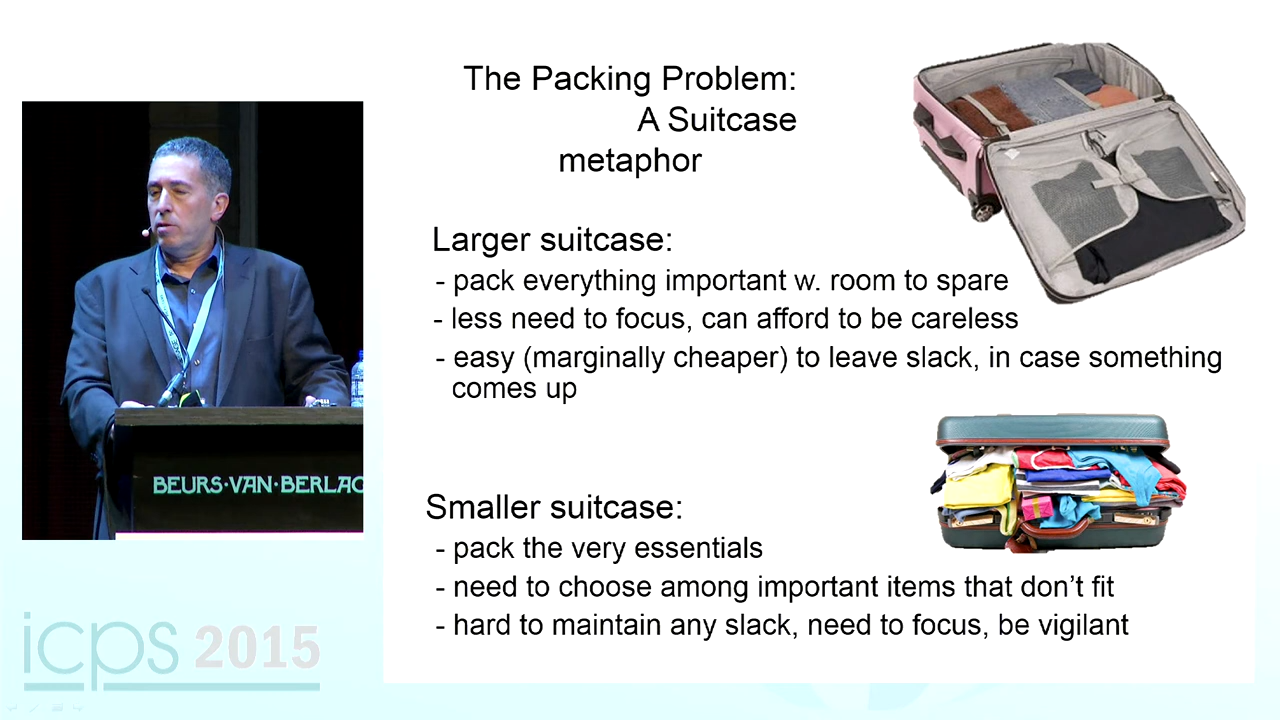 The Packing Problem:
A Suitcase
metaphor
Larger suitcase:
- pack everything important w. room to spare
- less need to focus, can afford to be careless
- easy (marginally cheaper) to leave slack, in case something
comes up
Smaller suitcase:
- pack the very essentials
- need to choose among important items that don’t fit
- hard to maintain any slack, need to focus, be vigilant
BEURS·VAN·BERLAG
icps 2015